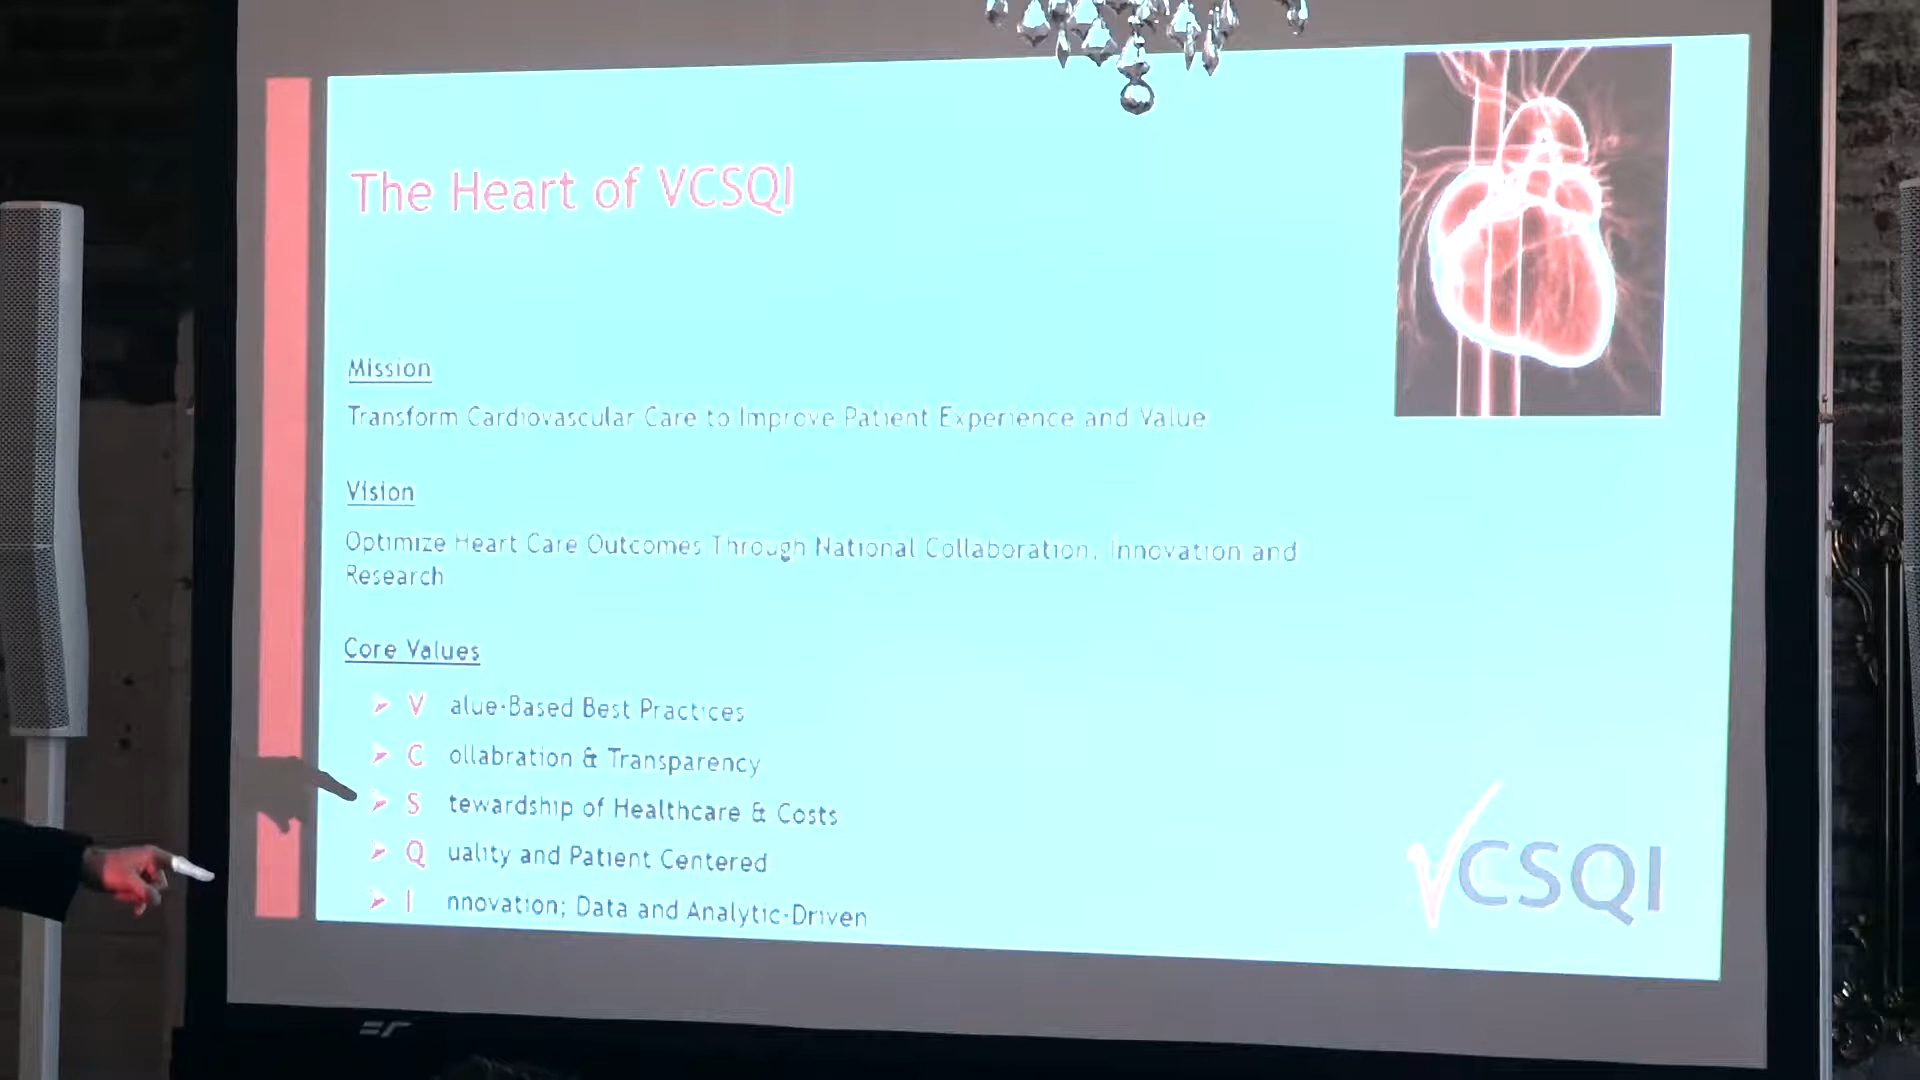 The Heart of VCSQI
Mission
Transform Cardiovascular Care to Improve Patient Experience and Value
Vision
Optimize Heart Care Outcomes Through National Collaboration, Innovation and
Research
Core Values
V alue-Based Best Practices
C ollabration & Transparency
S tewardship of Healthcare & Costs
Q uality and Patient Centered
I nnovation; Data and Analytic-Driven
VCSQI